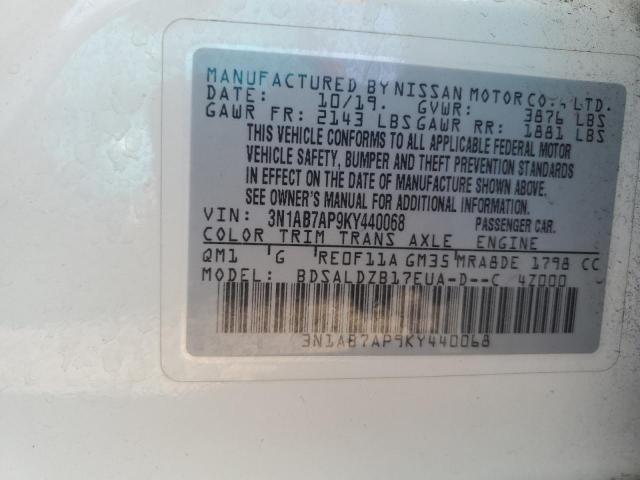 MANUFACTURED BY NISSAN MOTOR CO., LTD.
DATE: 10/19. GVWR: 3876 LBS
GAWR FR: 2143 LBS GAWR RR: 1881 LBS
THIS VEHICLE CONFORMS TO ALL APPLICABLE FEDERAL MOTOR
VEHICLE SAFETY, BUMPER AND THEFT PREVENTION STANDARDS
IN EFFECT ON THE DATE OF MANUFACTURE SHOWN ABOVE.
SEE OWNER'S MANUAL FOR ADDITIONAL INFORMATION.
VIN: 3N1AB7AP9KY440068 PASSENGER CAR.
COLOR TRIM TRANS AXLE ENGINE
QM1 G RE0F11A GM35 MRA8DE 1798 CC
MODEL: BDSALDZB17EUA-D--C 4Z000
3N1AB7AP9KY440068